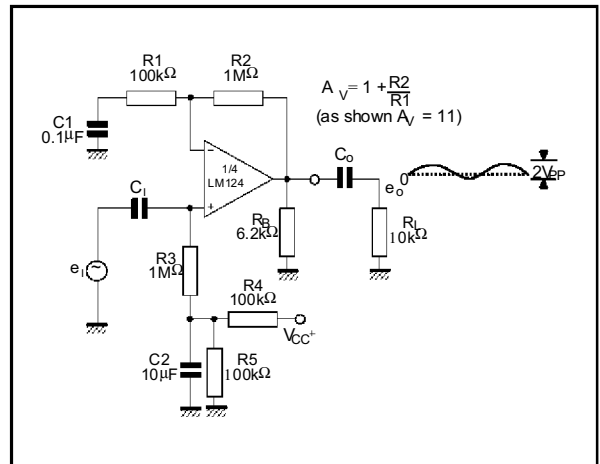 R1
100kΩ
R2
1MΩ
A V = 1 + R2
R1
(as shown A V = 11)
C1
0.1μF
1/4
LM124
CI
CO
eo
0
2VPP
RB
6.2kΩ
RL
10kΩ
eI
~
R3
1MΩ
R4
100kΩ
VCC+
C2
10μF
R5
100kΩ